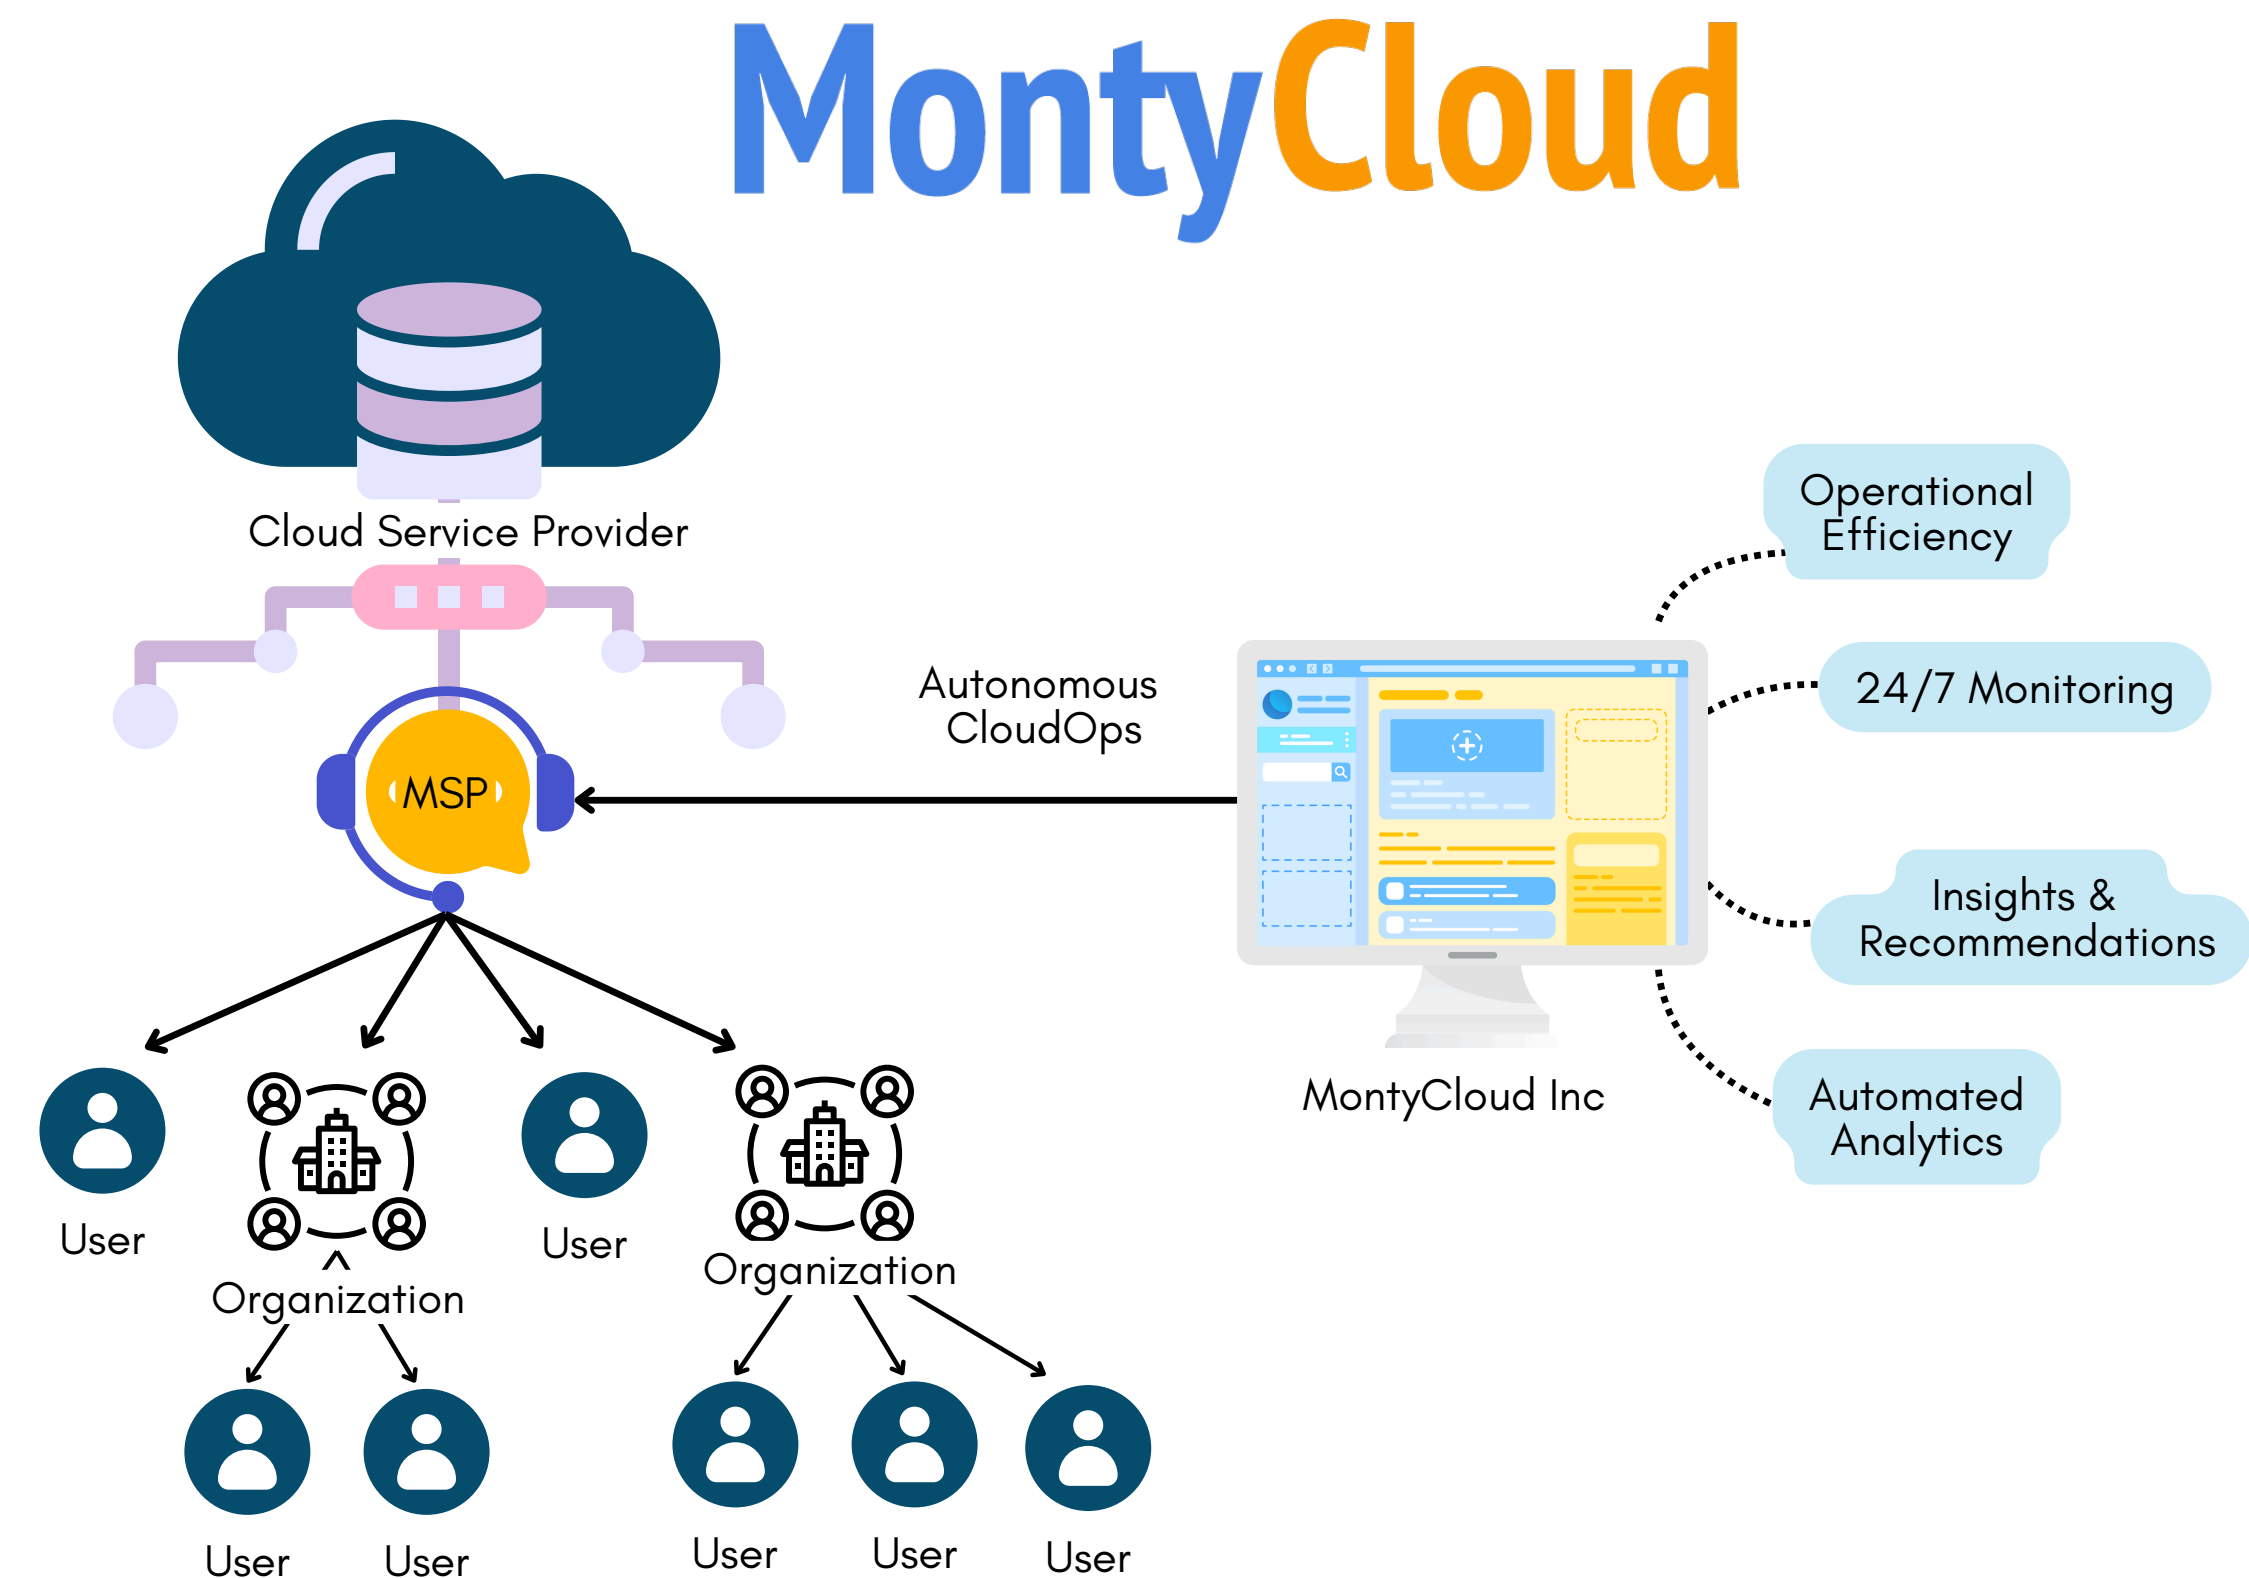 MontyCloud
Cloud Service Provider
Autonomous
CloudOps
MSP
Operational
Efficiency
24/7 Monitoring
Insights &
Recommendations
Automated
Analytics
MontyCloud Inc
User
Organization
User
Organization
User
User
User
User
User